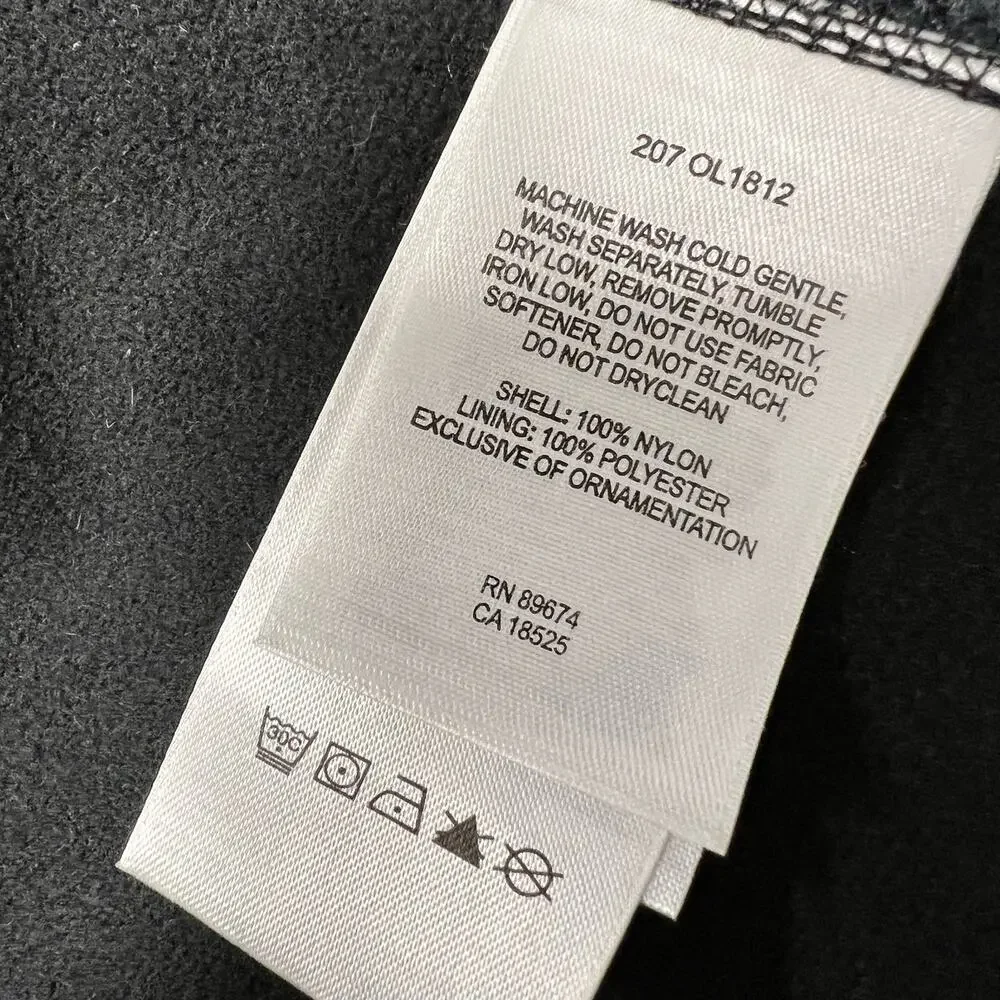 207 OL1812
MACHINE WASH COLD GENTLE,
WASH SEPARATELY, TUMBLE
DRY LOW, REMOVE PROMPTLY,
IRON LOW, DO NOT USE FABRIC
SOFTENER, DO NOT BLEACH,
DO NOT DRYCLEAN
SHELL: 100% NYLON
LINING: 100% POLYESTER
EXCLUSIVE OF ORNAMENTATION
RN 89674
CA 18525
30C